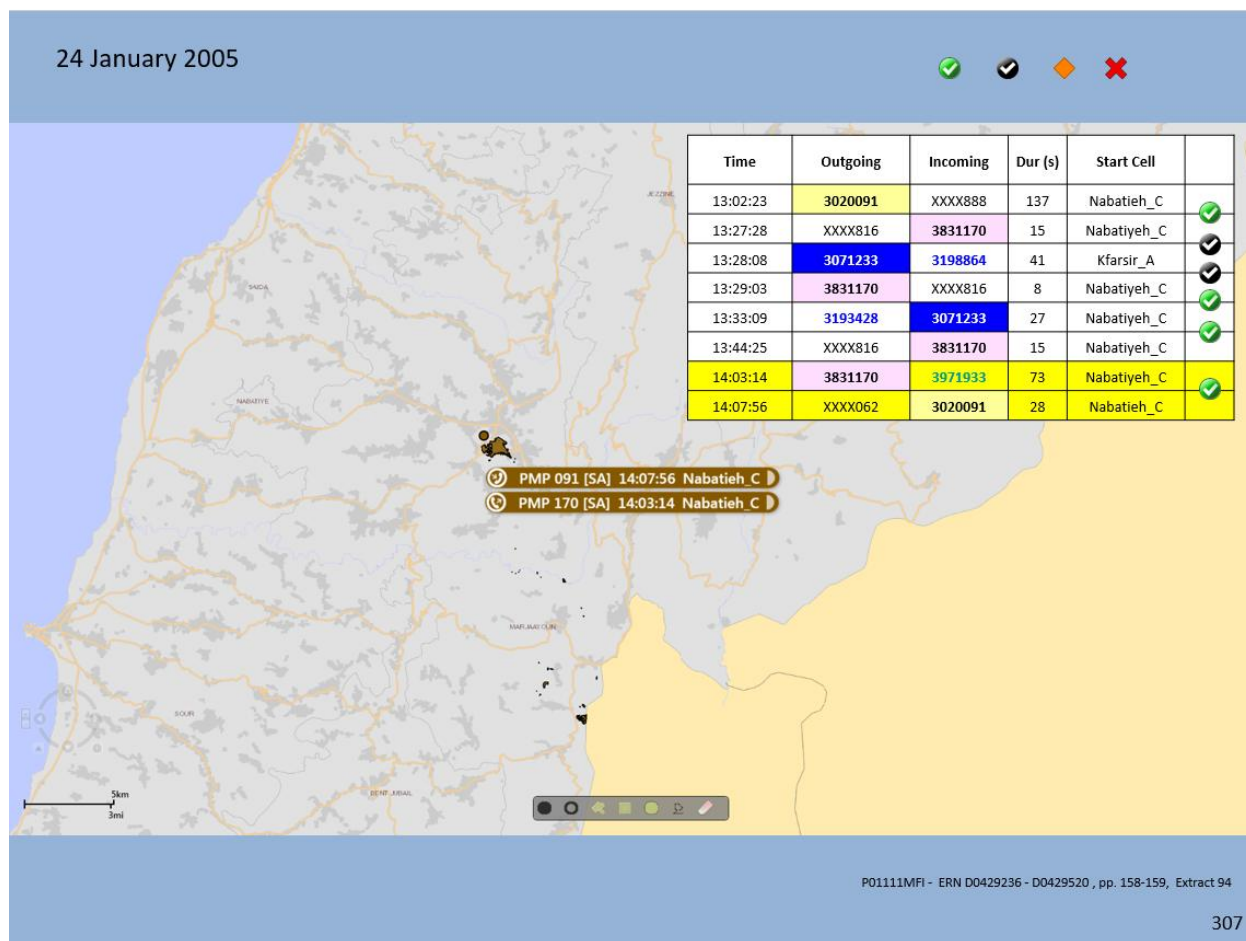 24 January 2005
Time Outgoing Incoming Dur (s) Start Cell
13:02:23 3020091 XXXX888 137 Nabatieh_C
13:27:28 XXXX816 3831170 15 Nabatiyeh_C
13:28:08 3071233 3198864 41 Kfarsir_A
13:29:03 3831170 XXXX816 8 Nabatiyeh_C
13:33:09 3193428 3071233 27 Nabatiyeh_C
13:44:25 XXXX816 3831170 15 Nabatiyeh_C
14:03:14 3831170 3971933 73 Nabatiyeh_C
14:07:56 XXXX062 3020091 28 Nabatieh_C
JEZZINE
SAIDA
NABATIYE
PMP 091 [SA] 14:07:56 Nabatieh_C
PMP 170 [SA] 14:03:14 Nabatieh_C
MARJAAYOUN
SOUR
BENT JMBAIL
5km
3mi
P01111MFI - ERN D0429236 - D0429520 , pp. 158-159, Extract 94
307